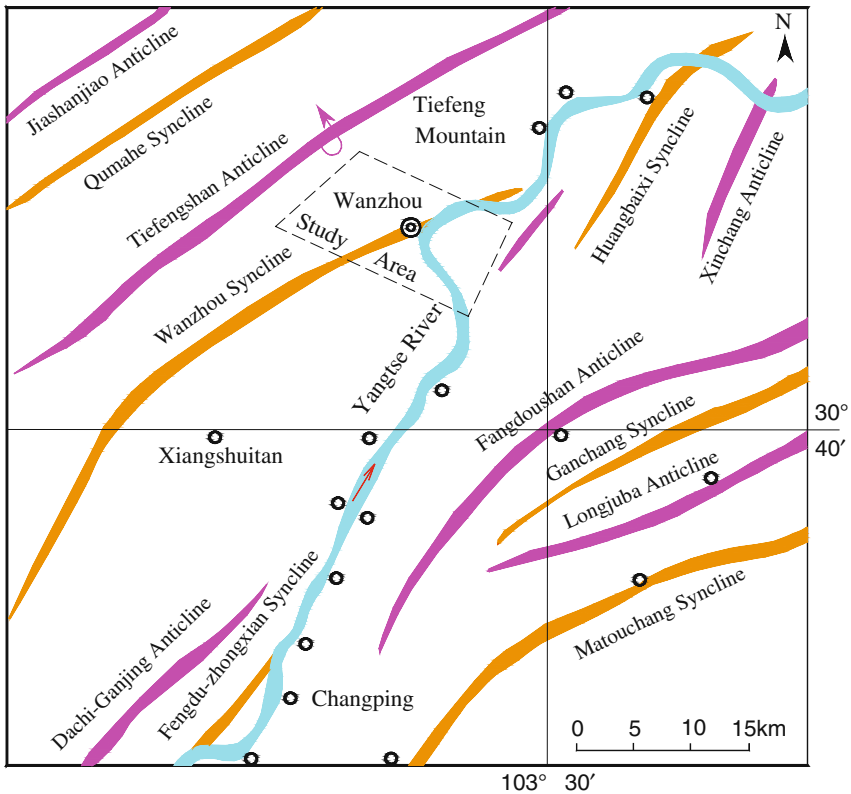 N
Jiashanjiao Anticline
Qumahe Syncline
Tiefengshan Anticline
Tiefeng
Mountain
Huangbaixi Syncline
Xinchang Anticline
Wanzhou
Study
Area
Wanzhou Syncline
Yangtse River
Fangdoushan Anticline
Ganchang Syncline
Longjuba Anticline
30°
40′
Xiangshuitan
Matouchang Syncline
Dachi-Ganjing Anticline
Fengdu-zhongxian Syncline
Changping
0 5 10 15km
103° 30′